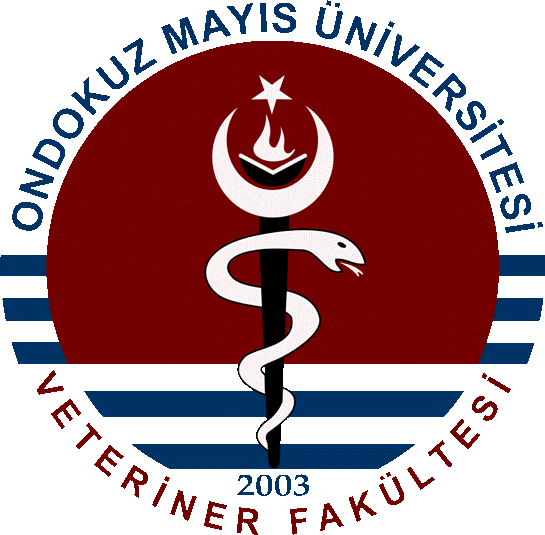 ONDOKUZ MAYIS ÜNİVERSİTESİ
2003
VETERİNER FAKÜLTESİ